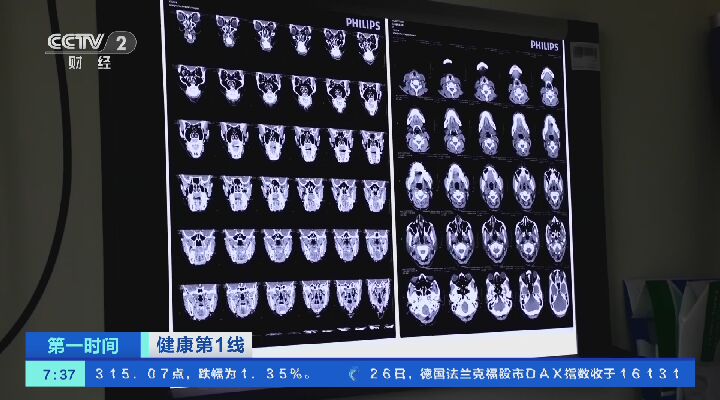 CCTV 2
财经
PHILIPS
PHILIPS
第一时间 健康第1线
7:37 315.07点，跌幅为1.35%。 26日，德国法兰克福股市DAX指数收于16131